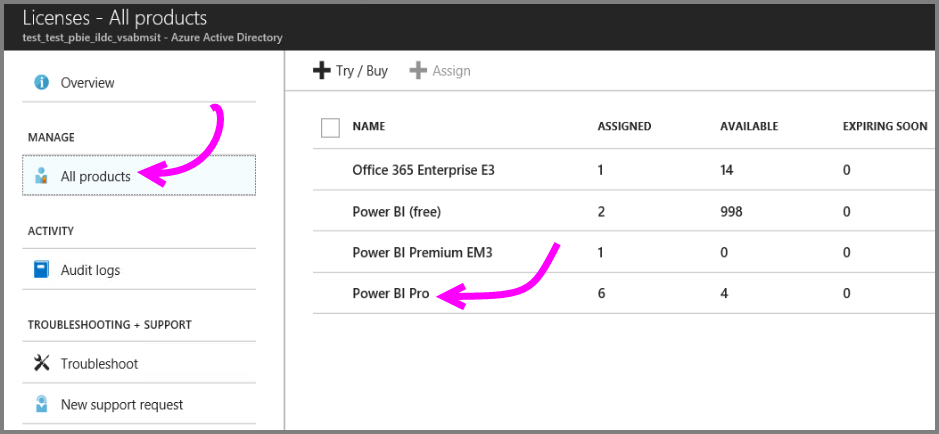 Licenses - All products
test_test_pbie_ildc_vsabmsit - Azure Active Directory
Overview
MANAGE
All products
ACTIVITY
Audit logs
TROUBLESHOOTING + SUPPORT
Troubleshoot
New support request
Try / Buy Assign
NAME ASSIGNED AVAILABLE EXPIRING SOON
Office 365 Enterprise E3 1 14 0
Power BI (free) 2 998 0
Power BI Premium EM3 1 0 0
Power BI Pro 6 4 0